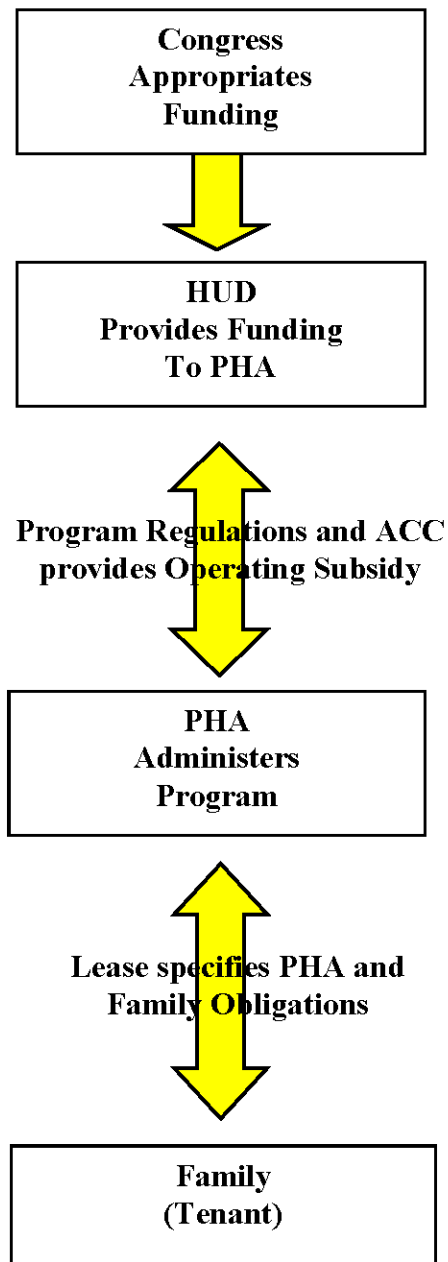 Congress
Appropriates
Funding
HUD
Provides Funding
To PHA
Program Regulations and ACC
provides Operating Subsidy
PHA
Administers
Program
Lease specifies PHA and
Family Obligations
Family
(Tenant)